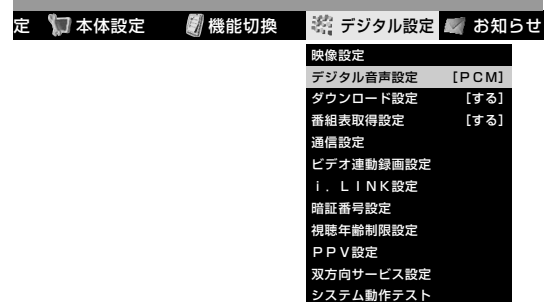 定 本体設定 機能切換 デジタル設定 お知らせ
映像設定
デジタル音声設定 [PCM]
ダウンロード設定 [する]
番組表取得設定 [する]
通信設定
ビデオ連動録画設定
i．LINK設定
暗証番号設定
視聴年齢制限設定
PPV設定
双方向サービス設定
システム動作テスト